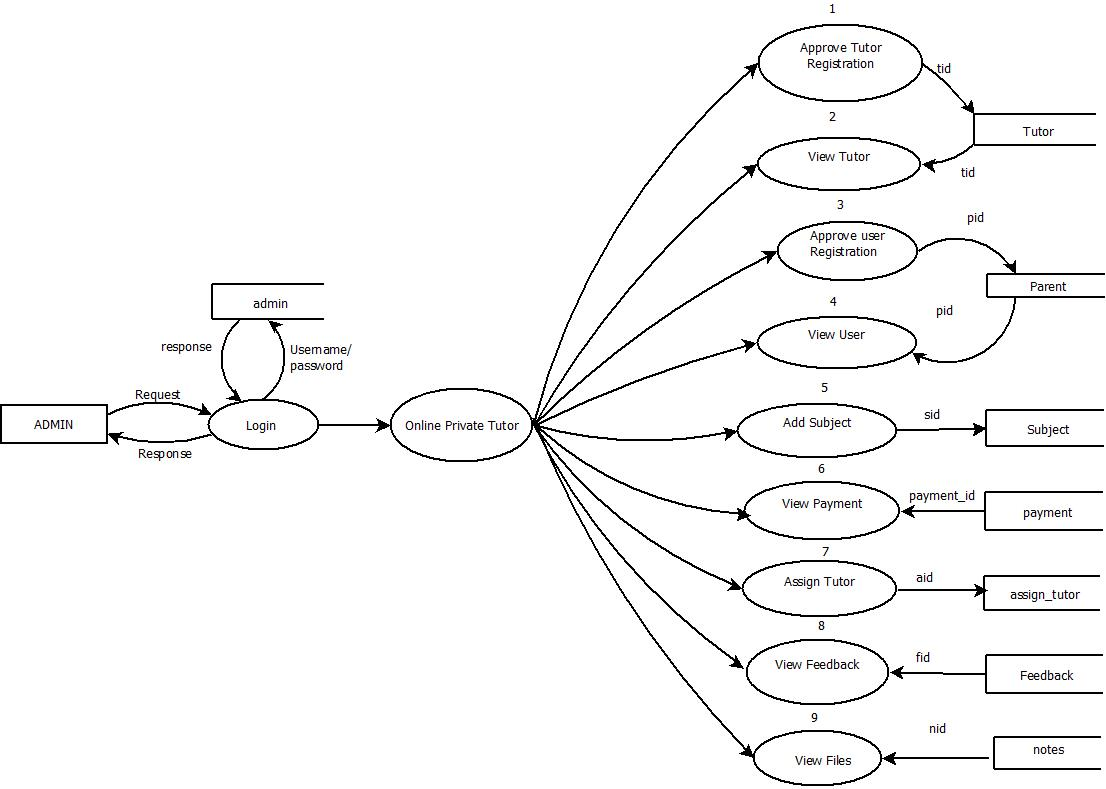 1
Approve Tutor
Registration
tid
Tutor
2
View Tutor
tid
3
Approve user
Registration
pid
Parent
4
View User
pid
admin
response
Username/
password
ADMIN
Request
Response
Login
Online Private Tutor
5
Add Subject
sid
Subject
6
View Payment
payment_id
payment
7
Assign Tutor
aid
assign_tutor
8
View Feedback
fid
Feedback
9
View Files
nid
notes